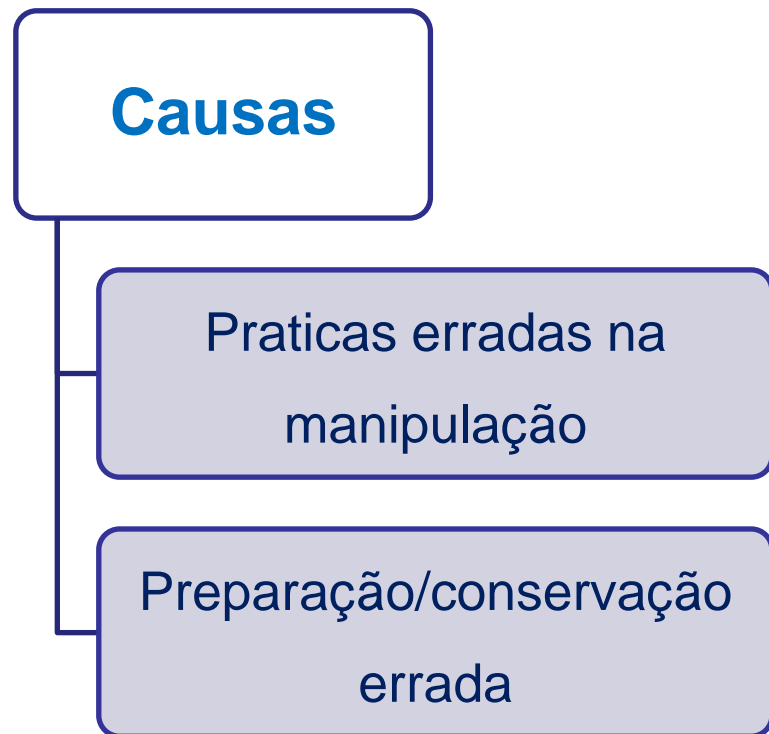 Causas
Praticas erradas na
manipulação
Preparação/conservação
errada